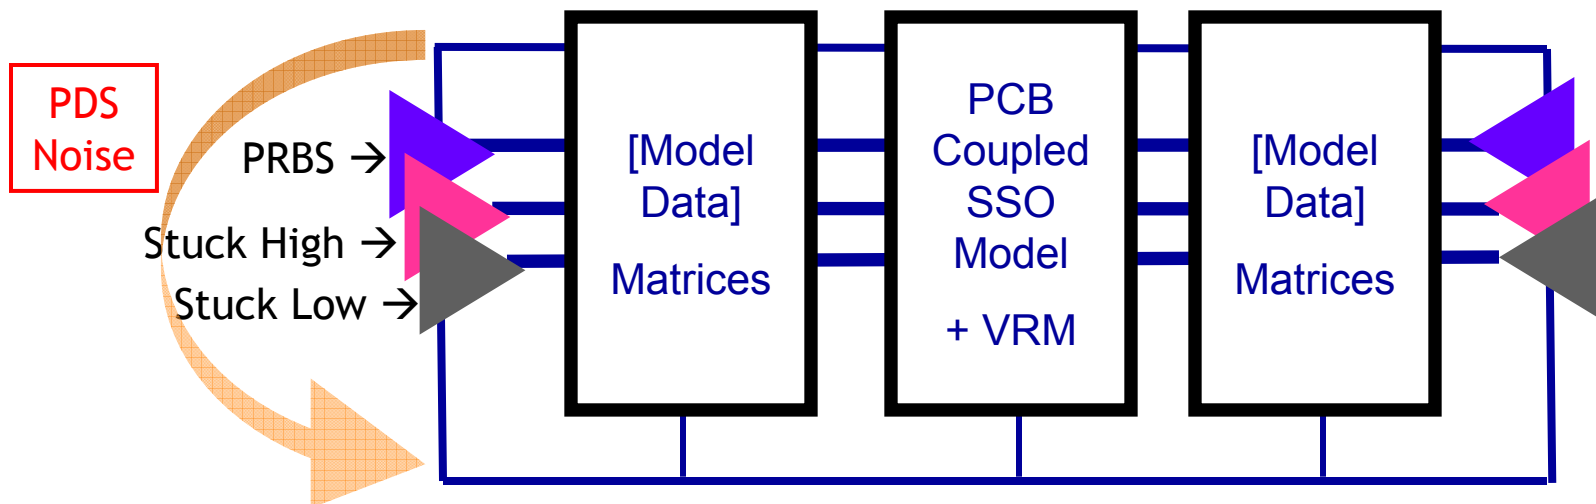 PDS
Noise
PRBS →
Stuck High →
Stuck Low →
[Model
Data]
Matrices
PCB
Coupled
SSO
Model
+ VRM
[Model
Data]
Matrices